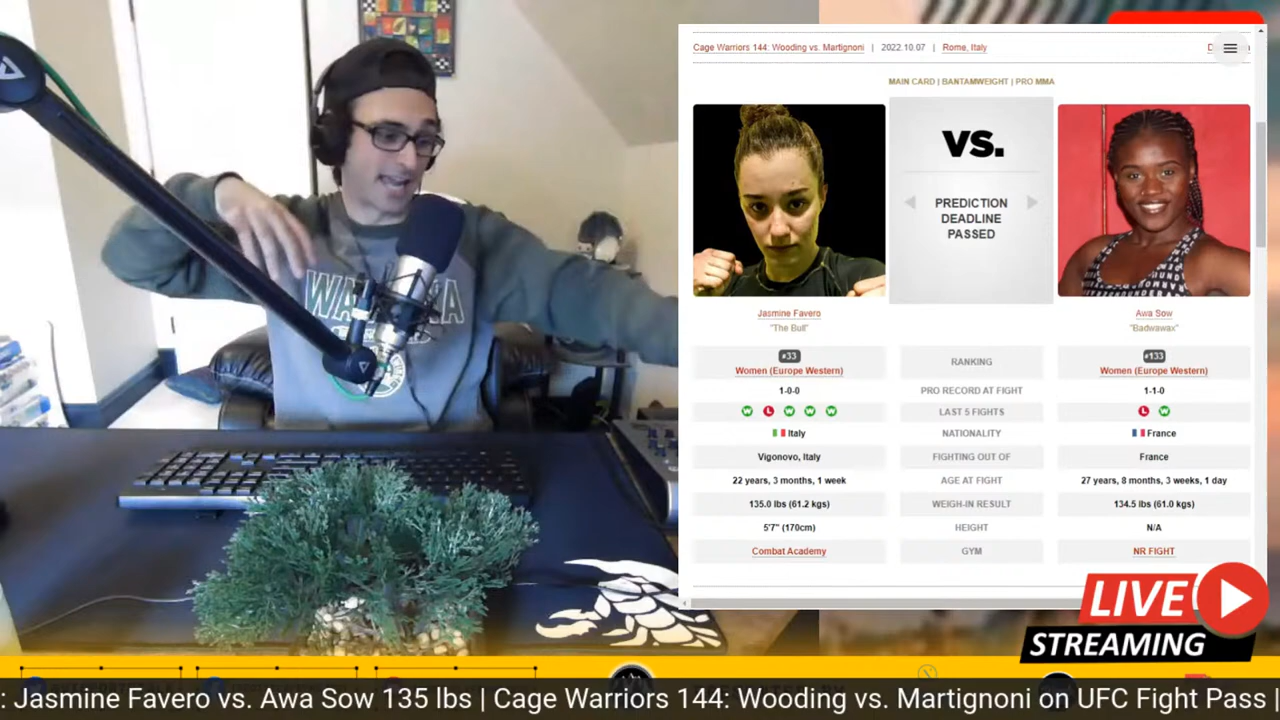 Cage Warriors 144: Wooding vs. Martignoni | 2022.10.07 | Rome, Italy
MAIN CARD | BANTAMWEIGHT | PRO MMA
VS.
PREDICTION
DEADLINE
PASSED
Jasmine Favero
"The Bull"
Awa Sow
"Badwawax"
#33 RANKING #133
Women (Europe Western) Women (Europe Western)
1-0-0 PRO RECORD AT FIGHT 1-1-0
W L W W W LAST 5 FIGHTS L W
Italy NATIONALITY France
Vigonovo, Italy FIGHTING OUT OF France
22 years, 3 months, 1 week AGE AT FIGHT 27 years, 8 months, 3 weeks, 1 day
135.0 lbs (61.2 kgs) WEIGH-IN RESULT 134.5 lbs (61.0 kgs)
5'7" (170cm) HEIGHT N/A
Combat Academy GYM NR FIGHT
LIVE
STREAMING
: Jasmine Favero vs. Awa Sow 135 lbs | Cage Warriors 144: Wooding vs. Martignoni on UFC Fight Pass |